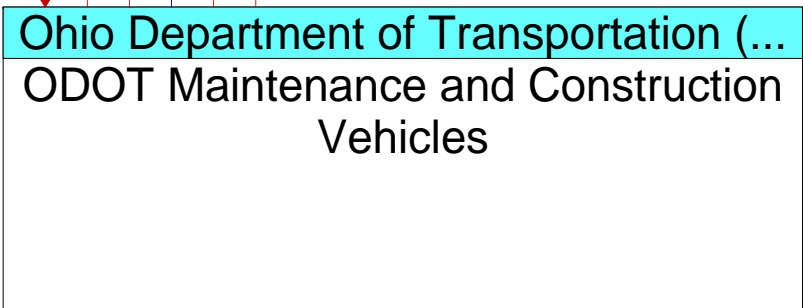 Ohio Department of Transportation (...
ODOT Maintenance and Construction
Vehicles